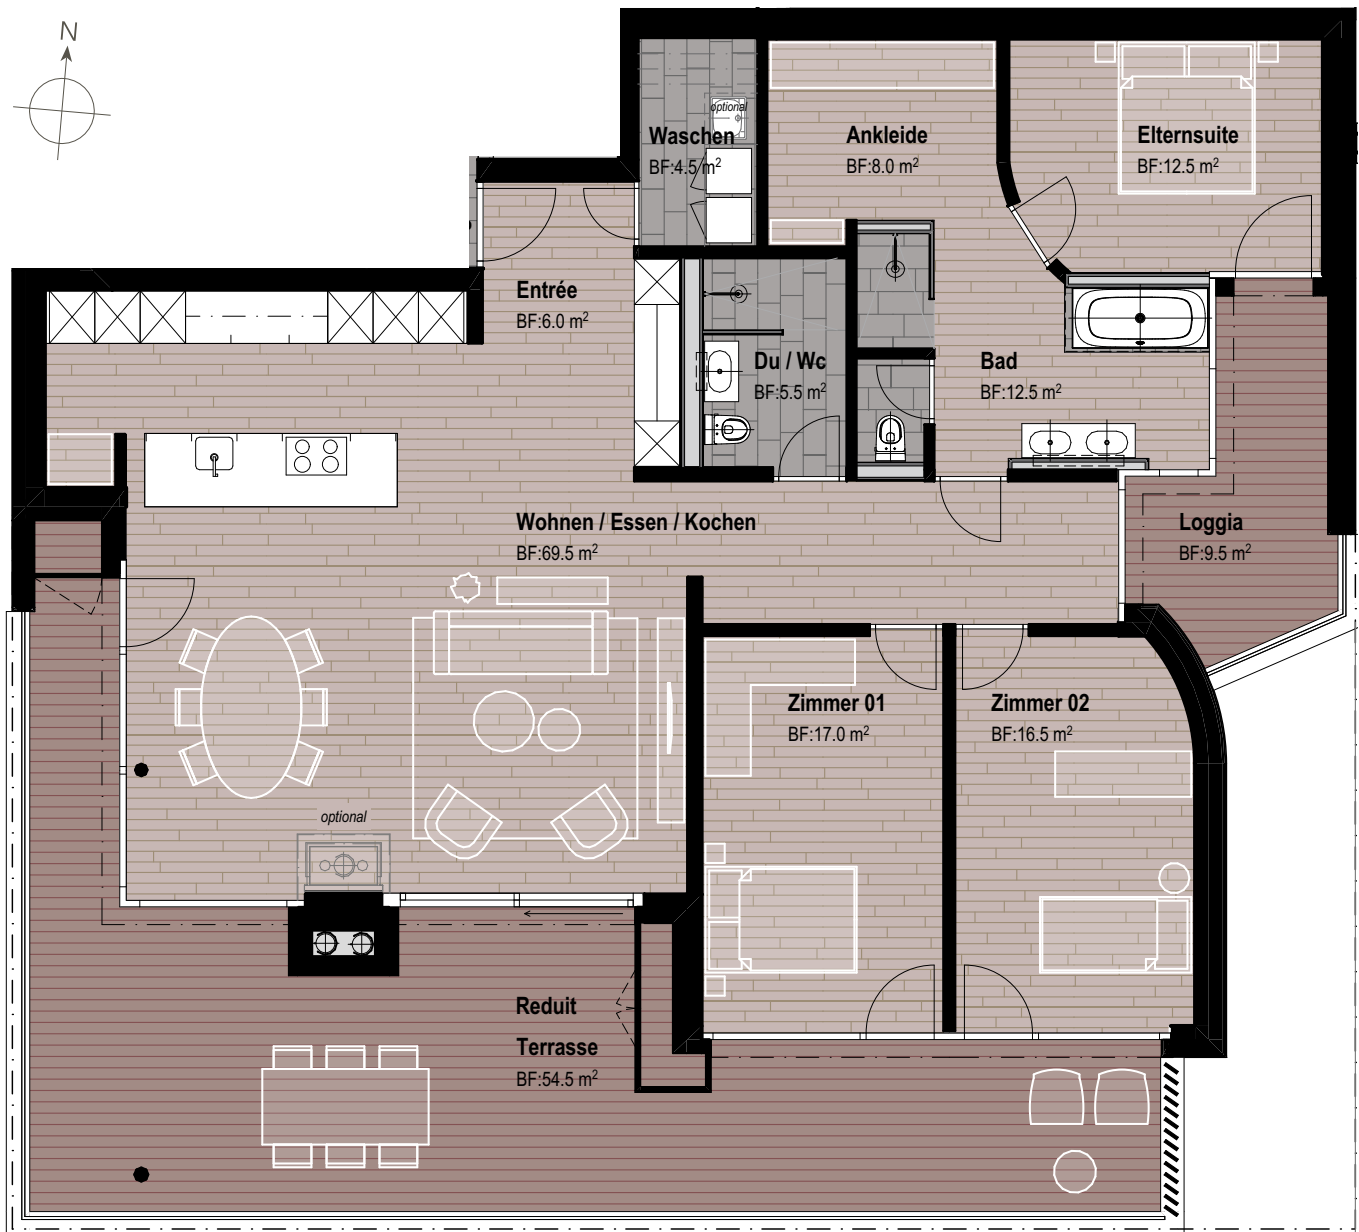 N
optional
Waschen
BF:4.5 m²
Ankleide
BF:8.0 m²
Elternsuite
BF:12.5 m²
Entrée
BF:6.0 m²
Du / Wc
BF:5.5 m²
Bad
BF:12.5 m²
Wohnen / Essen / Kochen
BF:69.5 m²
Loggia
BF:9.5 m²
Zimmer 01
BF:17.0 m²
Zimmer 02
BF:16.5 m²
optional
Reduit
Terrasse
BF:54.5 m²